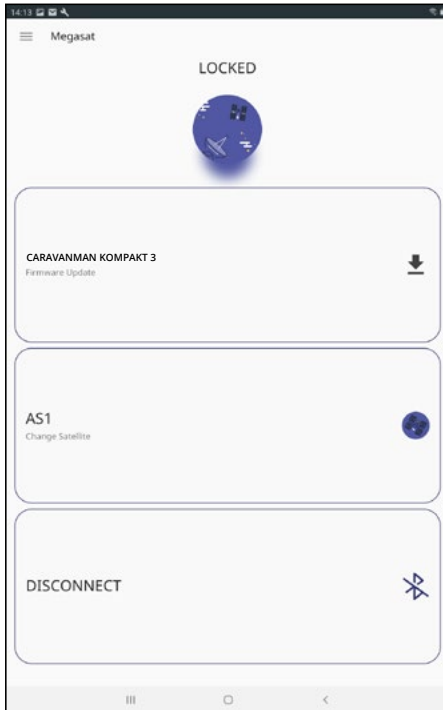 14:13
Megasat
LOCKED
CARAVANMAN KOMPAKT 3
Firmware Update
AS1
Change Satellite
DISCONNECT